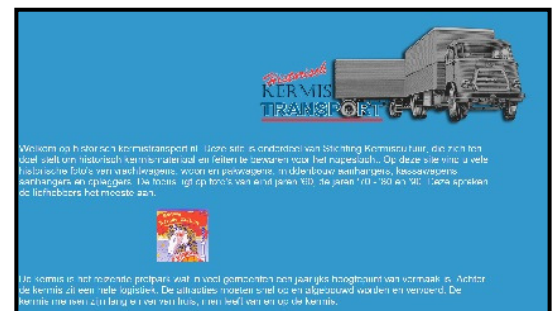 Historisch
KERMIS
TRANSPORT
Welkom op historisch kermistransport.nl. Deze site is onderdeel van Stichting Kermiscultuur, die zich ten
doel stelt om historisch kermismateriaal en feiten te bewaren voor het nageslach.. Op deze site vind u vele
historische foto's van vrachtwagens, woon en pakwagens, middenbouw aanhangers, kassawagens
aanhangers en opleggers. De focus ligt op foto's van eind jaren '60, de jaren '70 - '80 en '90. Deze spreken
de liefhebbers het meeste aan.
De kermis is het reizende pretpark wat in veel gemeenten een jaarlijks hoogtepunt van vermaak is. Achter
de kermis zit een hele logistiek. De attracties moeten snel op en afgebouwd worden en vervoerd. De
kermis mensen zijn lang en ver van huis, men leeft van en op de kermis.